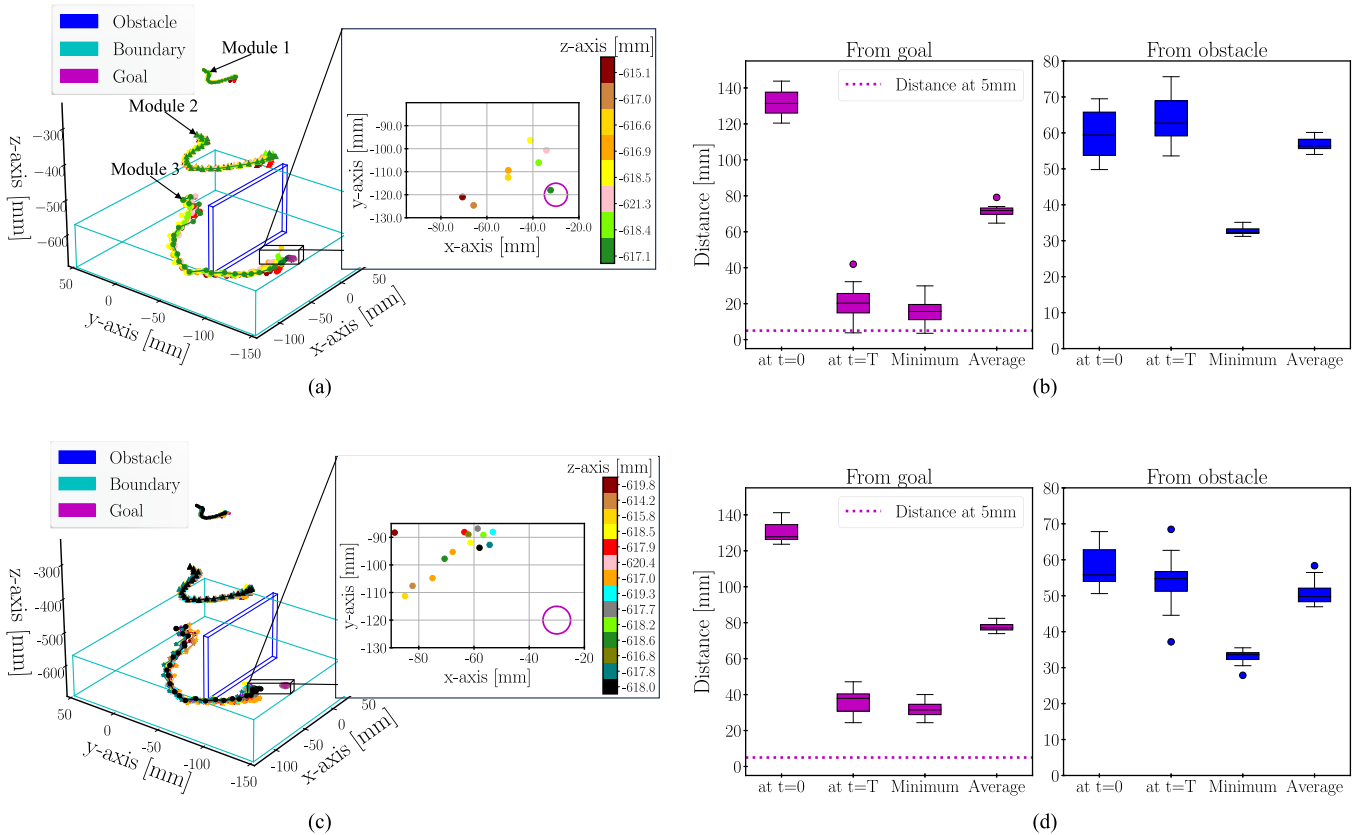 Obstacle
Boundary
Goal
Module 1
Module 2
Module 3
z-axis [mm]
−300
−400
−500
−600
50
0
−50
−100
−150
y-axis [mm]
−100
−50
0
50
x-axis [mm]
z-axis [mm]
-615.1
-617.0
-616.6
-616.9
-618.5
-621.3
-618.4
-617.1
y-axis [mm]
-90.0
-100.0
-110.0
-120.0
-130.0
-80.0
-60.0
-40.0
-20.0
x-axis [mm]
(a)
From goal
Distance at 5mm
Distance [mm]
140
120
100
80
60
40
20
0
at t=0
at t=T
Minimum
Average
From obstacle
80
70
60
50
40
30
20
10
0
at t=0
at t=T
Minimum
Average
(b)
Obstacle
Boundary
Goal
z-axis [mm]
−300
−400
−500
−600
50
0
-50
-100
-150
y-axis [mm]
−100
−50
0
50
x-axis [mm]
z-axis [mm]
-619.8
-614.2
-615.8
-618.5
-617.9
-620.4
-617.0
-619.3
-617.7
-618.2
-618.6
-616.8
-617.8
-618.0
y-axis [mm]
-90
-100
-110
-120
-130
-80
-60
-40
-20
x-axis [mm]
(c)
From goal
Distance at 5mm
Distance [mm]
140
120
100
80
60
40
20
0
at t=0
at t=T
Minimum
Average
From obstacle
80
70
60
50
40
30
20
10
0
at t=0
at t=T
Minimum
Average
(d)